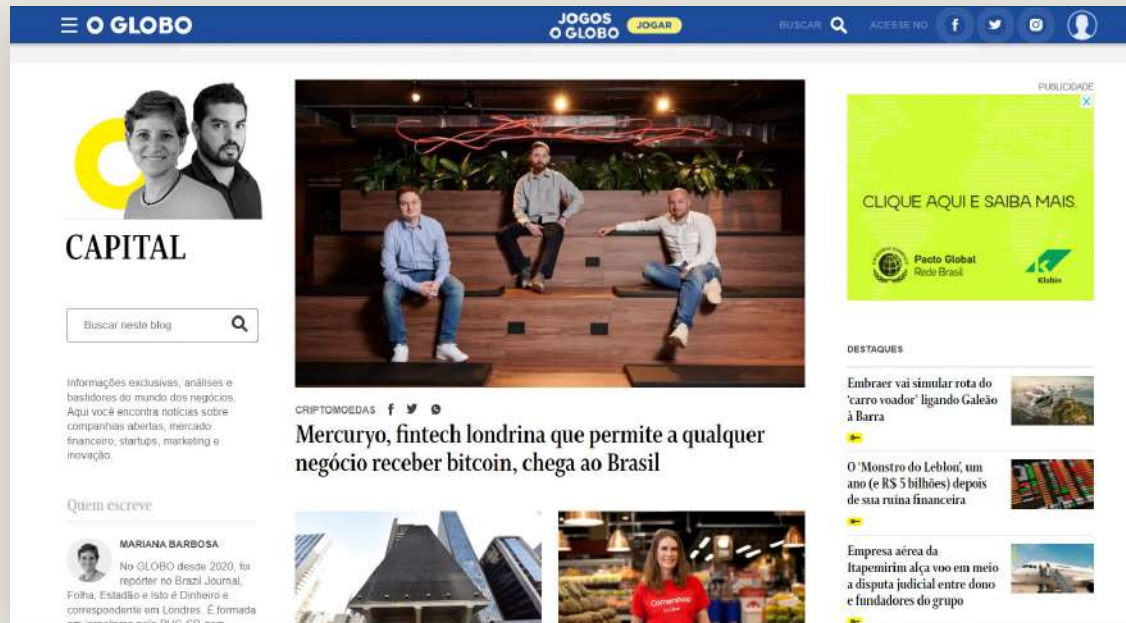 O GLOBO
JOGOS
O GLOBO
JOGAR
BUSCAR
ACESSE NO
CAPITAL
Buscar neste blog
Informações exclusivas, análises e
bastidores do mundo dos negócios.
Aqui você encontra notícias sobre
companhias abertas, mercado
financeiro, startups, marketing e
inovação.
Quem escreve
MARIANA BARBOSA
No GLOBO desde 2020, foi
repórter no Brazil Journal,
Folha, Estadão e Isto é Dinheiro e
correspondente em Londres. É formada
CRIPTOMOEDAS
Mercuryo, fintech londrina que permite a qualquer
negócio receber bitcoin, chega ao Brasil
PUBLICIDADE
CLIQUE AQUI E SAIBA MAIS.
Pacto Global
Rede Brasil
Klabin
DESTAQUES
Embraer vai simular rota do
‘carro voador’ ligando Galeão
à Barra
O ‘Monstro do Leblon’, um
ano (e R$ 5 bilhões) depois
de sua ruína financeira
Empresa aérea da
Itapemirim alça voo em meio
a disputa judicial entre dono
e fundadores do grupo